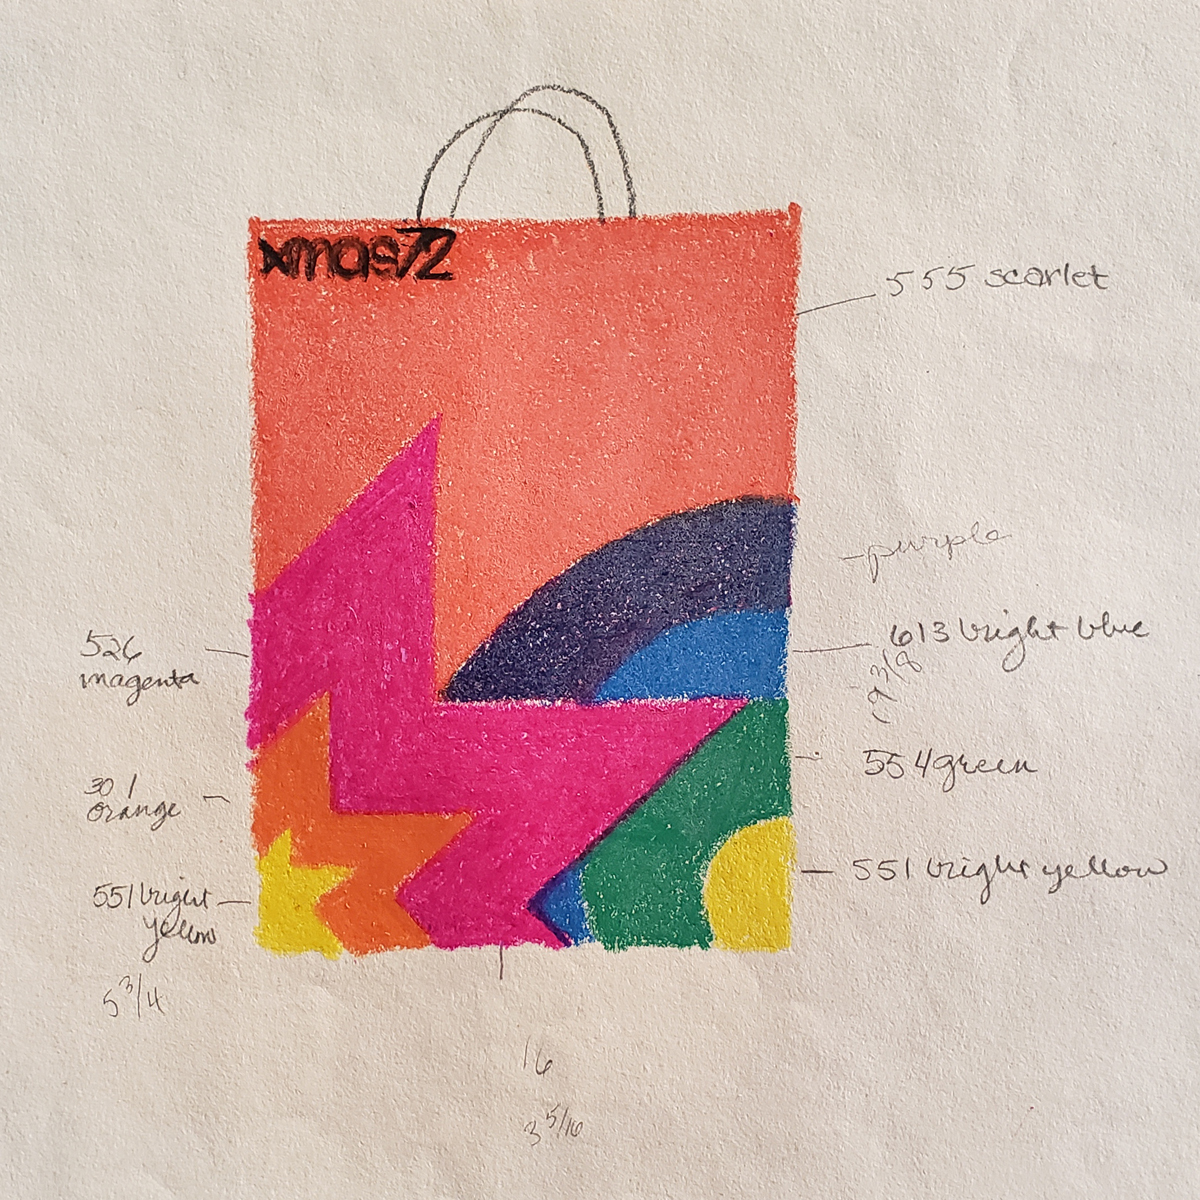 xmas72
555 scarlet
purple
613 bright blue
19 3/8
526
magenta
554 green
301
orange
551 bright yellow
551 bright
yellow
5 3/4
16
3 5/16